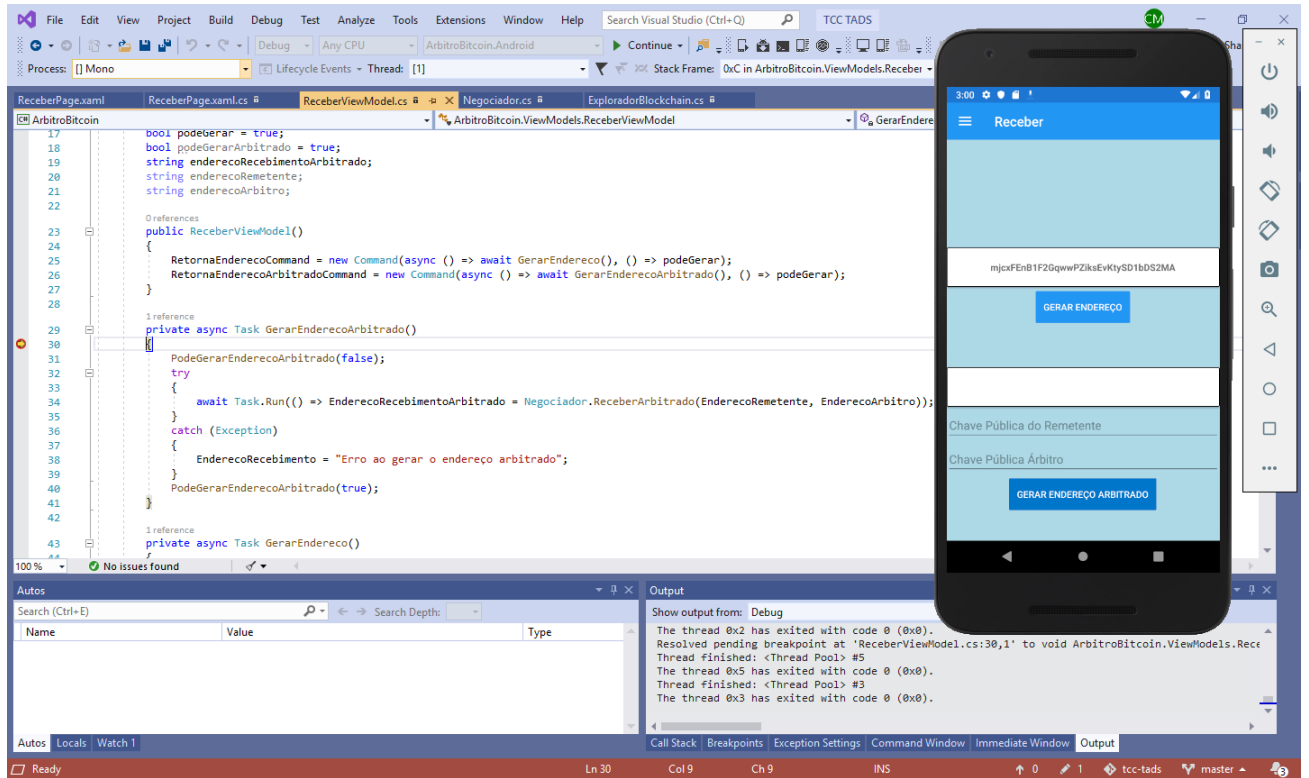 File Edit View Project Build Debug Test Analyze Tools Extensions Window Help Search Visual Studio (Ctrl+Q) TCC TADS CM
Debug Any CPU ArbitroBitcoin.Android Continue
Process: [] Mono Lifecycle Events Thread: [1] Stack Frame: 0xC in ArbitroBitcoin.ViewModels.Receber
ReceberPage.xaml ReceberPage.xaml.cs ReceberViewModel.cs Negociador.cs ExploradorBlockchain.cs
C# ArbitroBitcoin ArbitroBitcoin.ViewModels.ReceberViewModel GerarEndere
17 bool podeGerar = true;
18 bool podeGerarArbitrado = true;
19 string enderecoRecebimentoArbitrado;
20 string enderecoRemetente;
21 string enderecoArbitro;
22
0 references
23 public ReceberViewModel()
24 {
25 RetornaEnderecoCommand = new Command(async () => await GerarEndereco(), () => podeGerar);
26 RetornaEnderecoArbitradoCommand = new Command(async () => await GerarEnderecoArbitrado(), () => podeGerar);
27 }
28
1 reference
29 private async Task GerarEnderecoArbitrado()
30 {
31 PodeGerarEnderecoArbitrado(false);
32 try
33 {
34 await Task.Run(() => EnderecoRecebimentoArbitrado = Negociador.ReceberArbitrado(EnderecoRemetente, EnderecoArbitro));
35 }
36 catch (Exception)
37 {
38 EnderecoRecebimento = "Erro ao gerar o endereço arbitrado";
39 }
40 PodeGerarEnderecoArbitrado(true);
41 }
42
1 reference
43 private async Task GerarEndereco()
44 {
100 % No issues found
3:00
Receber
mjcxFEnB1F2GqwwPZiksEvKtySD1bDS2MA
GERAR ENDEREÇO
Chave Pública do Remetente
Chave Pública Árbitro
GERAR ENDEREÇO ARBITRADO
Autos
Search (Ctrl+E) Search Depth:
Name Value Type
Autos Locals Watch 1
Output
Show output from: Debug
The thread 0x2 has exited with code 0 (0x0).
Resolved pending breakpoint at 'ReceberViewModel.cs:30,1' to void ArbitroBitcoin.ViewModels.Rece
Thread finished: <Thread Pool> #5
The thread 0x5 has exited with code 0 (0x0).
Thread finished: <Thread Pool> #3
The thread 0x3 has exited with code 0 (0x0).
Call Stack Breakpoints Exception Settings Command Window Immediate Window Output
Ready Ln 30 Col 9 Ch 9 INS 0 1 tcc-tads master 3